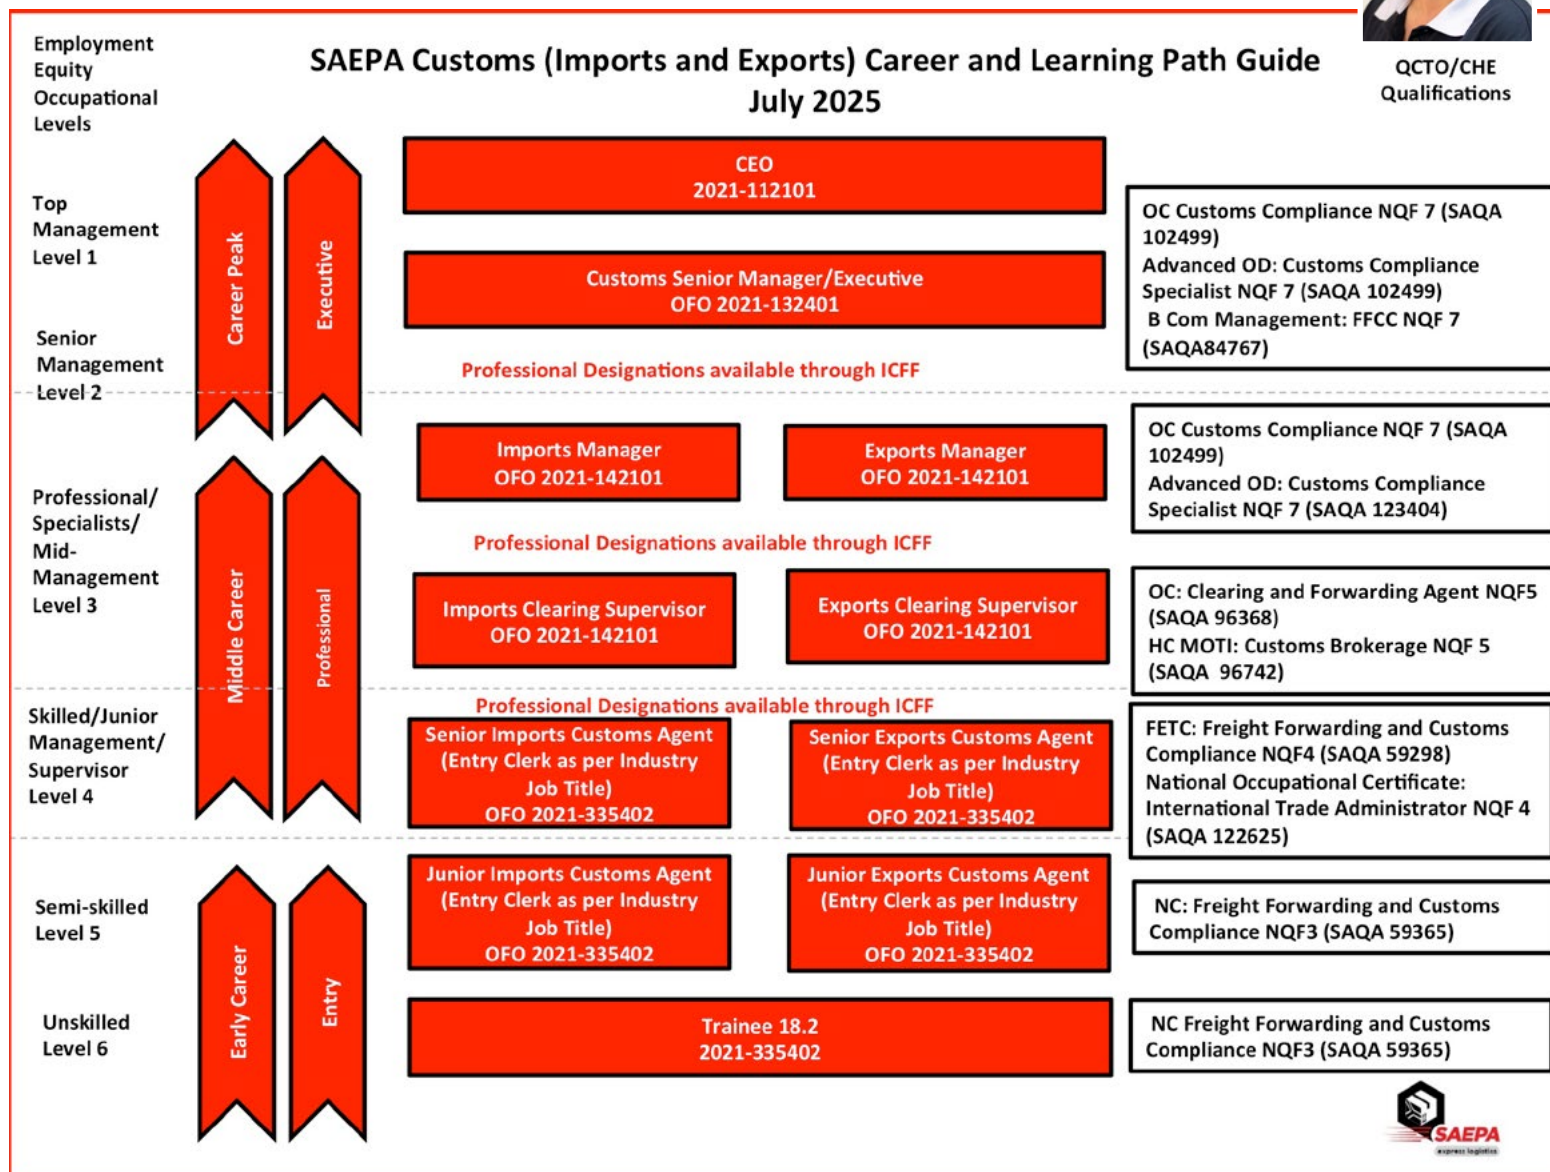 Employment
Equity
Occupational
Levels
SAEPA Customs (Imports and Exports) Career and Learning Path Guide
July 2025
QCTO/CHE
Qualifications
Top
Management
Level 1
Senior
Management
Level 2
Career Peak
Executive
CEO
2021-112101
Customs Senior Manager/Executive
OFO 2021-132401
Professional Designations available through ICFF
OC Customs Compliance NQF 7 (SAQA
102499)
Advanced OD: Customs Compliance
Specialist NQF 7 (SAQA 102499)
B Com Management: FFCC NQF 7
(SAQA84767)
Professional/
Specialists/
Mid-
Management
Level 3
Middle Career
Professional
Imports Manager
OFO 2021-142101
Exports Manager
OFO 2021-142101
OC Customs Compliance NQF 7 (SAQA
102499)
Advanced OD: Customs Compliance
Specialist NQF 7 (SAQA 123404)
Professional Designations available through ICFF
Imports Clearing Supervisor
OFO 2021-142101
Exports Clearing Supervisor
OFO 2021-142101
OC: Clearing and Forwarding Agent NQF5
(SAQA 96368)
HC MOTI: Customs Brokerage NQF 5
(SAQA 96742)
Skilled/Junior
Management/
Supervisor
Level 4
Professional Designations available through ICFF
Senior Imports Customs Agent
(Entry Clerk as per Industry
Job Title)
OFO 2021-335402
Senior Exports Customs Agent
(Entry Clerk as per Industry
Job Title)
OFO 2021-335402
FETC: Freight Forwarding and Customs
Compliance NQF4 (SAQA 59298)
National Occupational Certificate:
International Trade Administrator NQF 4
(SAQA 122625)
Semi-skilled
Level 5
Early Career
Entry
Junior Imports Customs Agent
(Entry Clerk as per Industry
Job Title)
OFO 2021-335402
Junior Exports Customs Agent
(Entry Clerk as per Industry
Job Title)
OFO 2021-335402
NC: Freight Forwarding and Customs
Compliance NQF3 (SAQA 59365)
Unskilled
Level 6
Trainee 18.2
2021-335402
NC Freight Forwarding and Customs
Compliance NQF3 (SAQA 59365)
SAEPA
express logistics